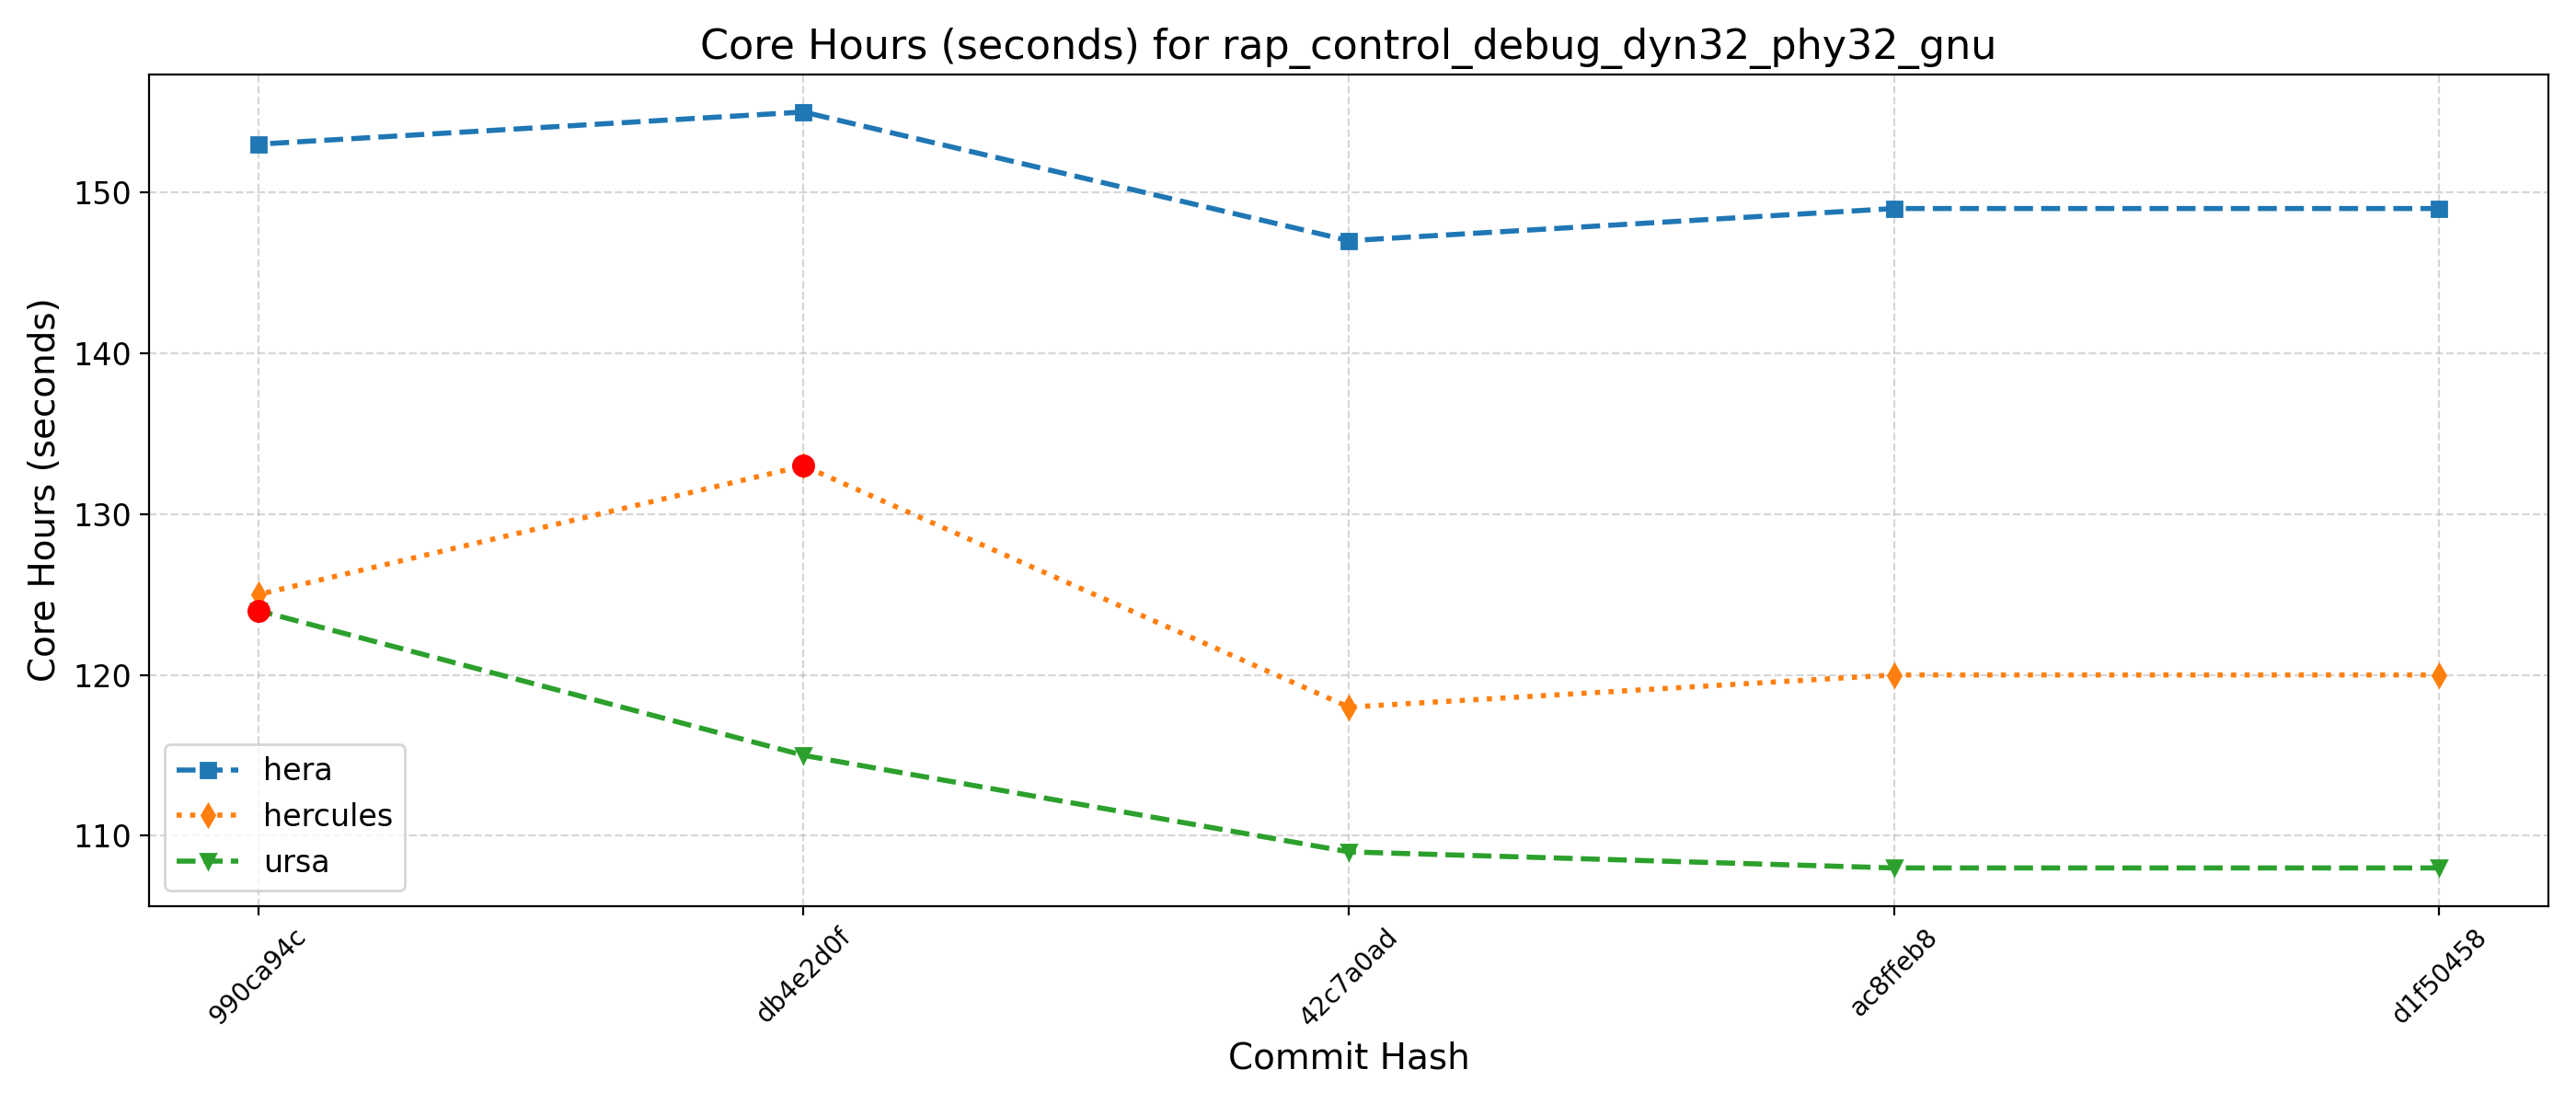 Core Hours (seconds) for rap_control_debug_dyn32_phy32_gnu
Core Hours (seconds)
150
140
130
120
110
hera
hercules
ursa
990ca94c
db4e2d0f
42c7a0ad
ac8ffeb8
d1f50458
Commit Hash